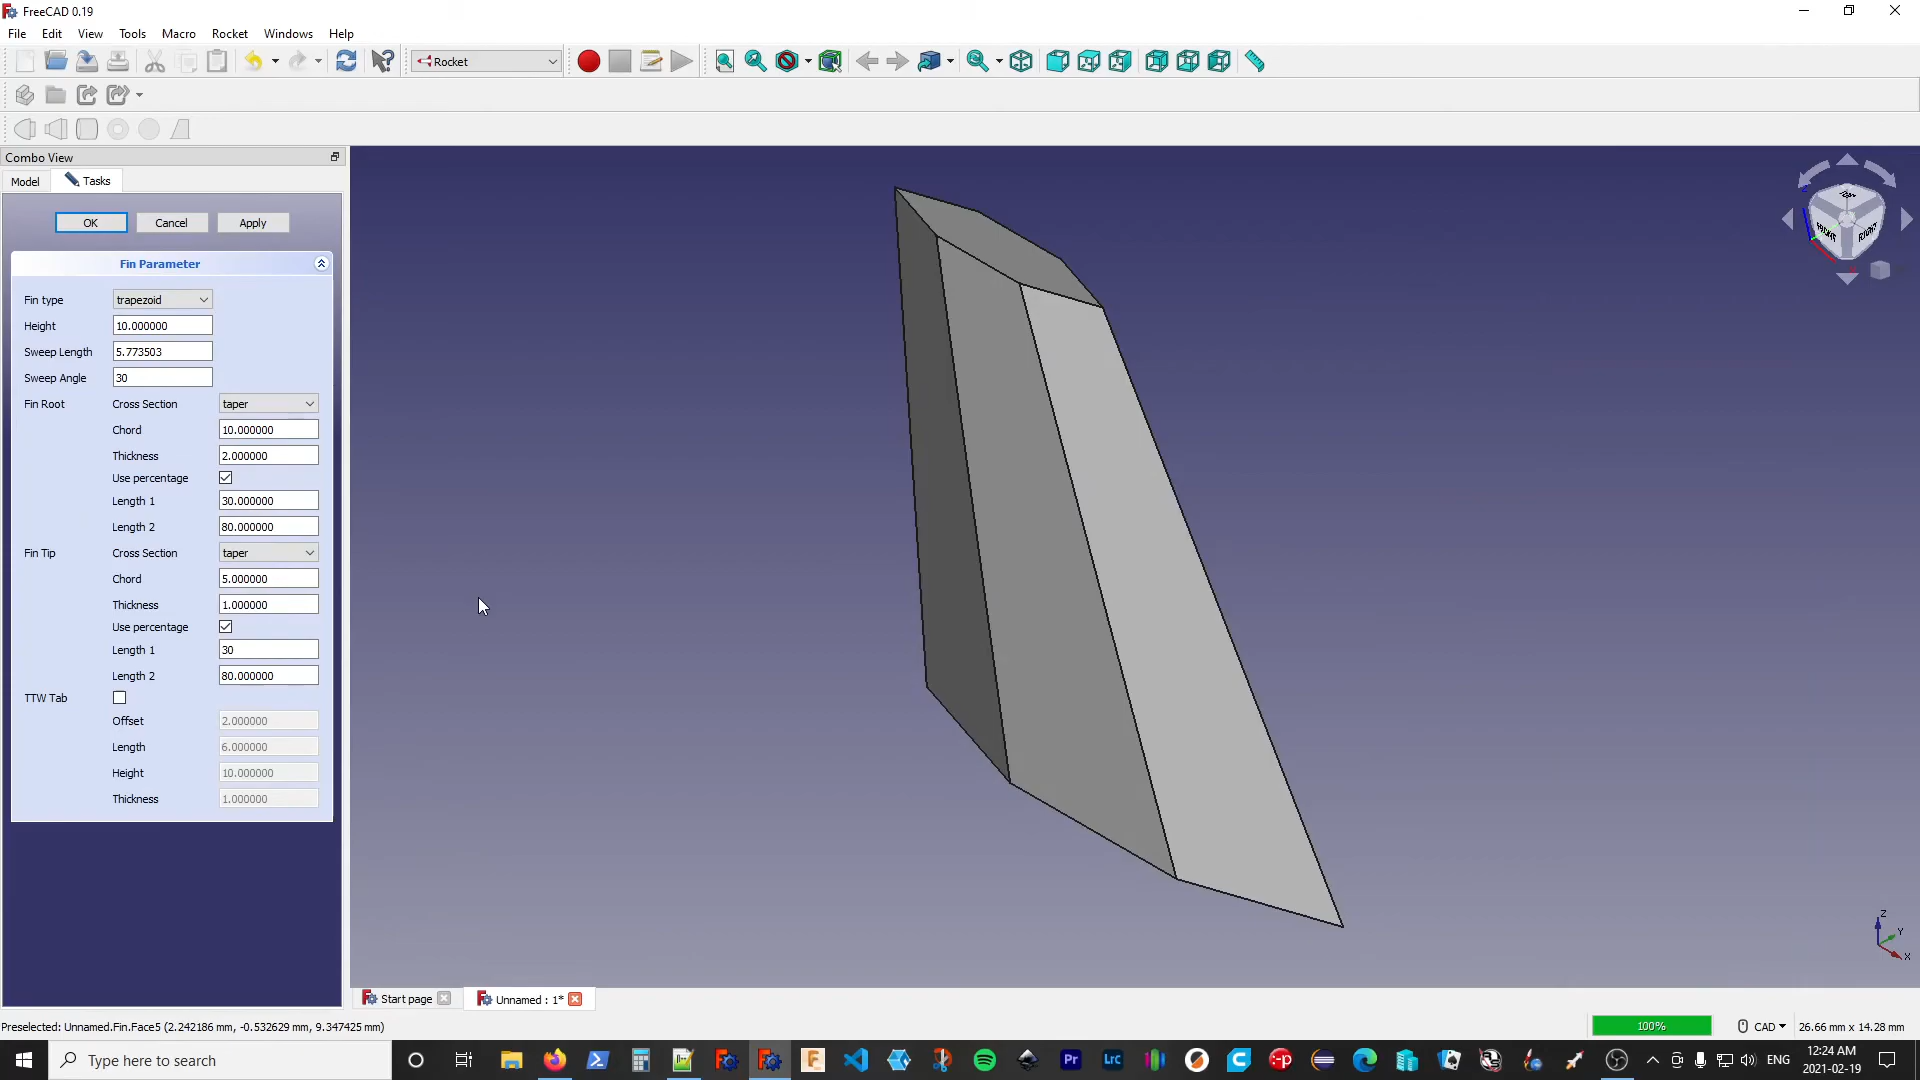 FreeCAD 0.19
File Edit View Tools Macro Rocket Windows Help
Rocket
Combo View
Model Tasks
OK Cancel Apply
Fin Parameter
Fin type trapezoid
Height 10.000000
Sweep Length 5.773503
Sweep Angle 30
Fin Root Cross Section taper
Chord 10.000000
Thickness 2.000000
Use percentage
Length 1 30.000000
Length 2 80.000000
Fin Tip Cross Section taper
Chord 5.000000
Thickness 1.000000
Use percentage
Length 1 30
Length 2 80.000000
TTW Tab
Offset 2.000000
Length 6.000000
Height 10.000000
Thickness 1.000000
FRONT RIGHT
Z
Y
X
Start page Unnamed : 1*
Preselected: Unnamed.Fin.Face5 (2.242186 mm, -0.532629 mm, 9.347425 mm)
100% CAD 26.66 mm x 14.28 mm
Type here to search
Pr Lrc
ENG 12:24 AM
2021-02-19